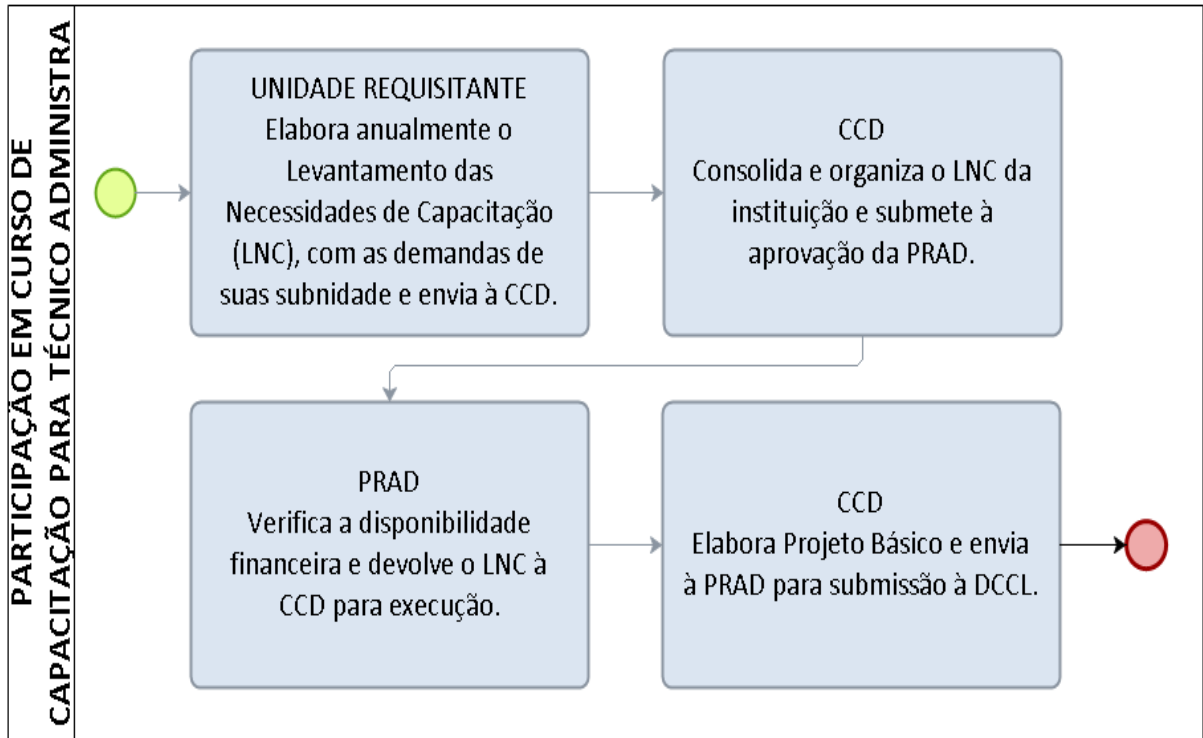 PARTICIPAÇÃO EM CURSO DE
CAPACITAÇÃO PARA TÉCNICO ADMINISTRA
UNIDADE REQUISITANTE
Elabora anualmente o
Levantamento das
Necessidades de Capacitação
(LNC), com as demandas de
suas subnidade e envia à CCD.
CCD
Consolida e organiza o LNC da
instituição e submete à
aprovação da PRAD.
PRAD
Verifica a disponibilidade
financeira e devolve o LNC à
CCD para execução.
CCD
Elabora Projeto Básico e envia
à PRAD para submissão à DCCL.